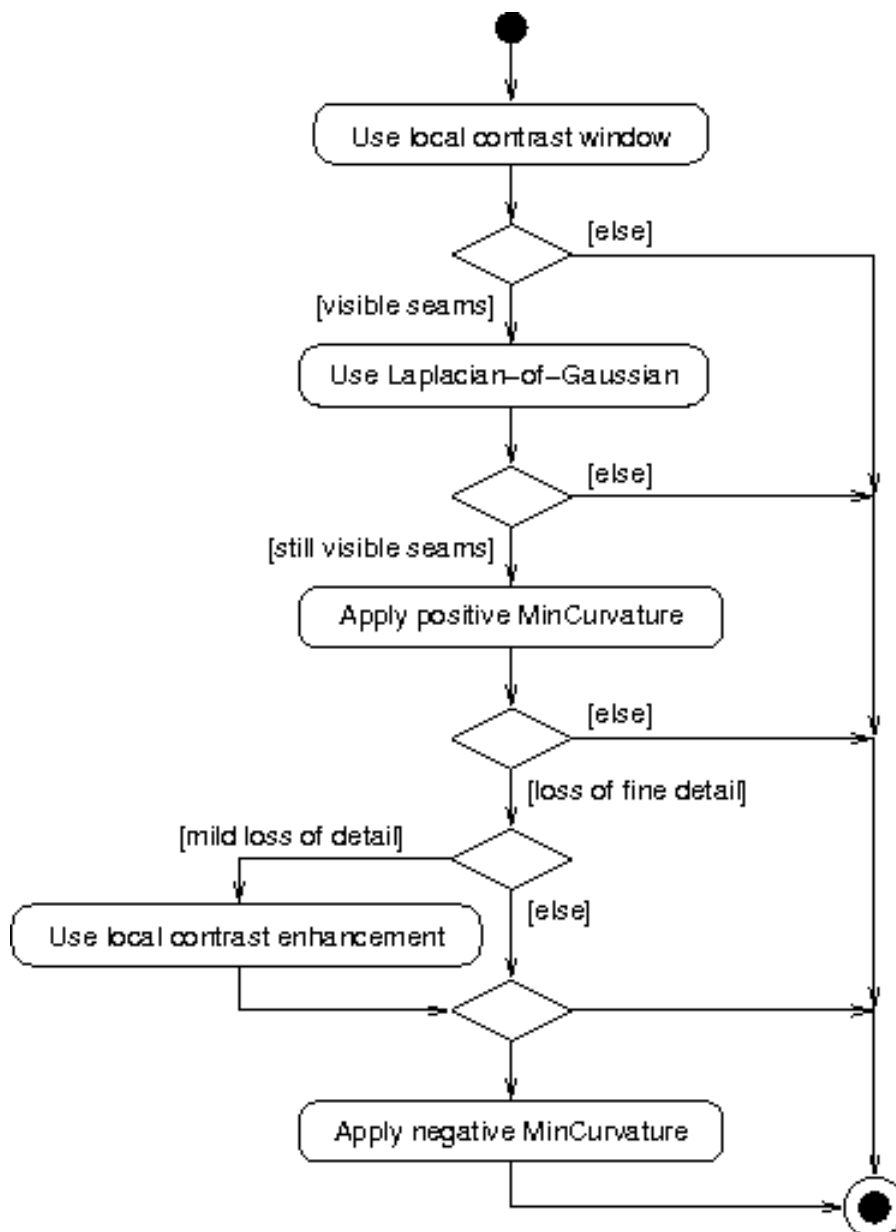 Use local contrast window
[else]
[visible seams]
Use Laplacian–of–Gaussian
[else]
[still visible seams]
Apply positive MinCurvature
[else]
[loss of fine detail]
[mild loss of detail]
[else]
Use local contrast enhancement
Apply negative MinCurvature